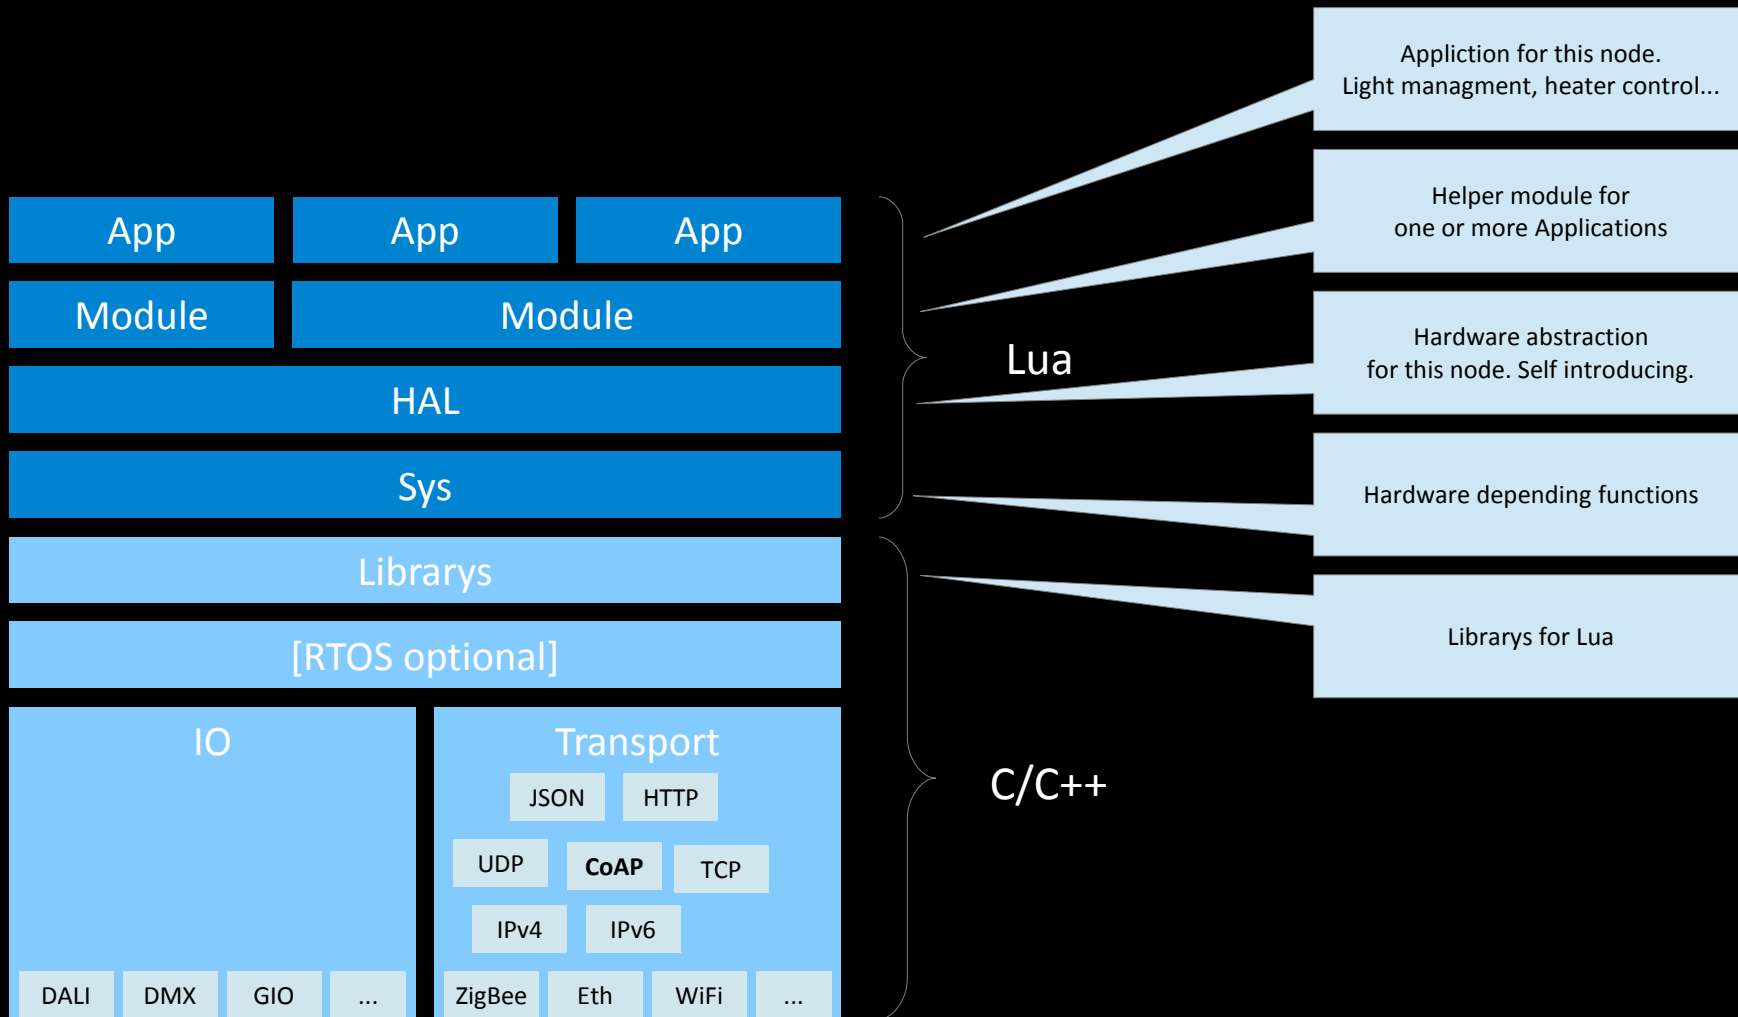 App
App
App
Module
Module
HAL
Sys
Librarys
[RTOS optional]
IO
DALI
DMX
GIO
...
Transport
JSON
HTTP
UDP
CoAP
TCP
IPv4
IPv6
ZigBee
Eth
WiFi
...
Lua
C/C++
Appliction for this node.
Light managment, heater control...
Helper module for
one or more Applications
Hardware abstraction
for this node. Self introducing.
Hardware depending functions
Librarys for Lua